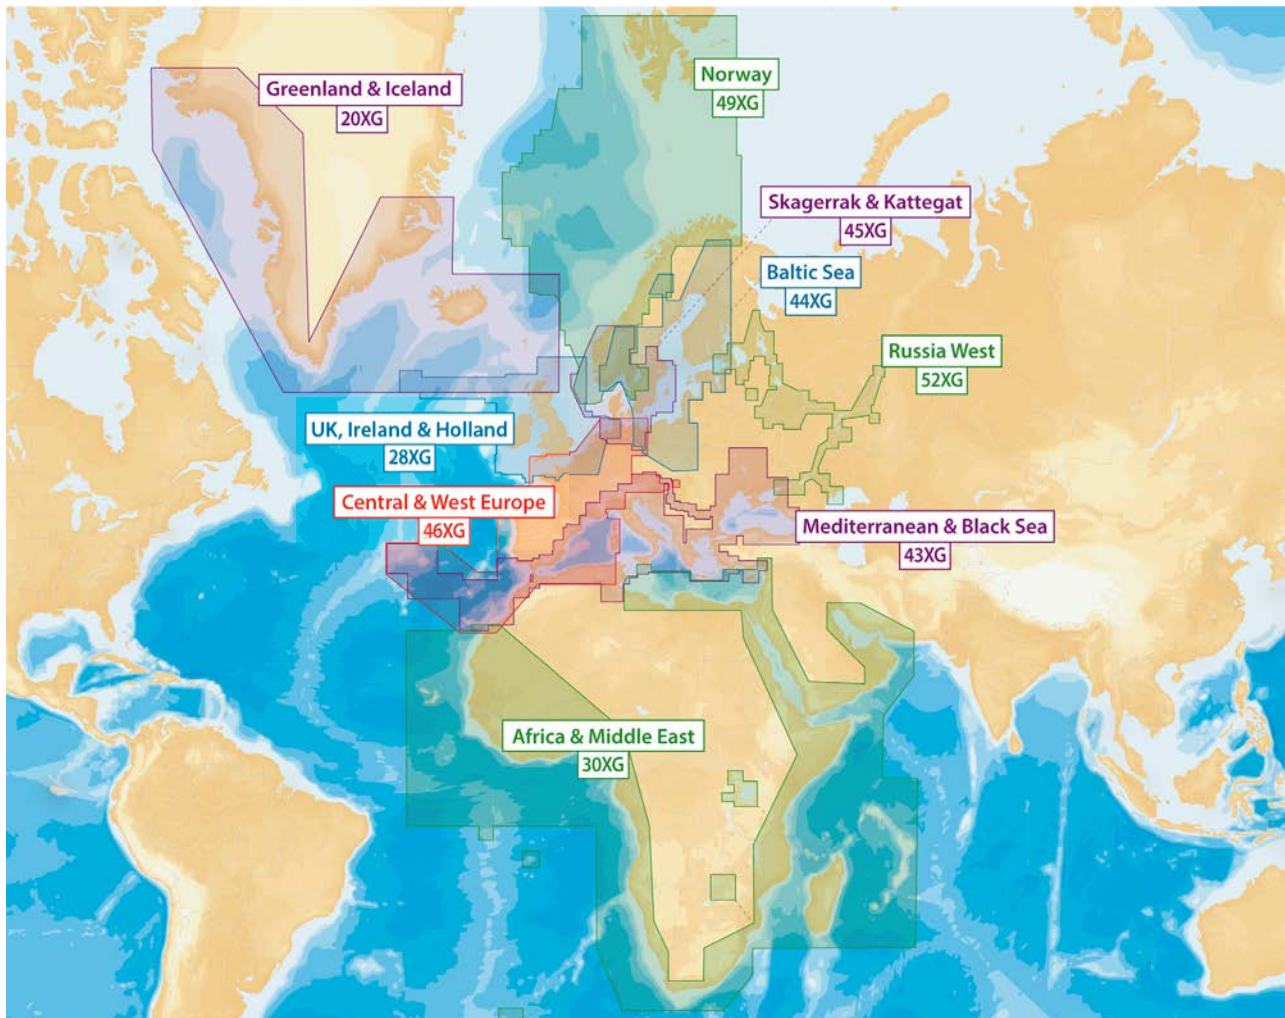 Norway
49XG
Greenland & Iceland
20XG
Skagerrak & Kattegat
45XG
Baltic Sea
44XG
Russia West
52XG
UK, Ireland & Holland
28XG
Central & West Europe
46XG
Mediterranean & Black Sea
43XG
Africa & Middle East
30XG